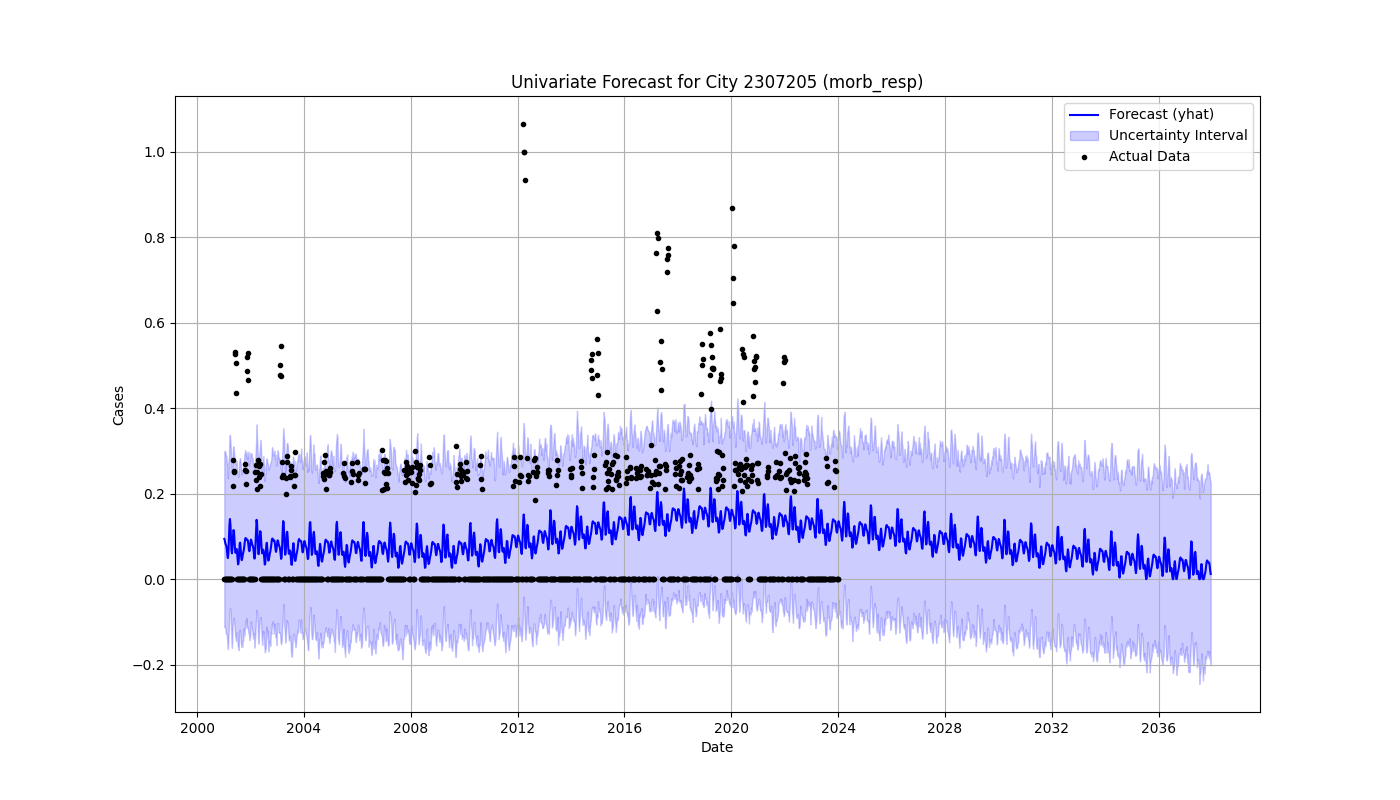 Univariate Forecast for City 2307205 (morb_resp)
Forecast (yhat)
Uncertainty Interval
Actual Data
Cases
1.0
0.8
0.6
0.4
0.2
0.0
−0.2
2000 2004 2008 2012 2016 2020 2024 2028 2032 2036
Date